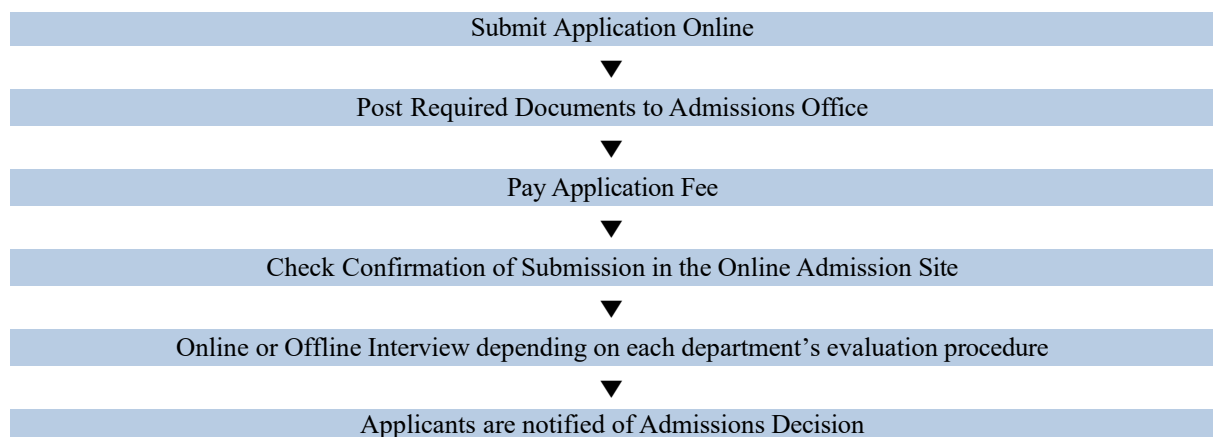 Submit Application Online
Post Required Documents to Admissions Office
Pay Application Fee
Check Confirmation of Submission in the Online Admission Site
Online or Offline Interview depending on each department’s evaluation procedure
Applicants are notified of Admissions Decision